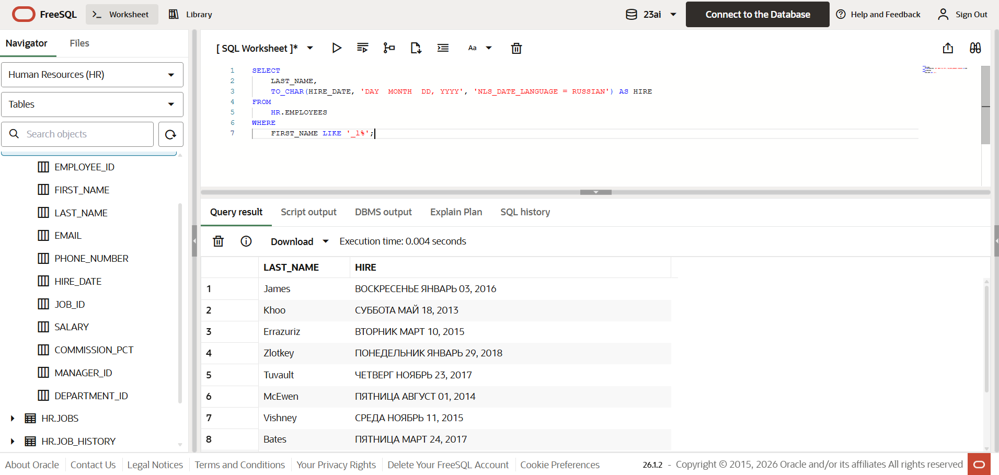 FreeSQL Worksheet Library 23ai Connect to the Database Help and Feedback Sign Out
Navigator Files
Human Resources (HR)
Tables
Search objects
EMPLOYEE_ID
FIRST_NAME
LAST_NAME
EMAIL
PHONE_NUMBER
HIRE_DATE
JOB_ID
SALARY
COMMISSION_PCT
MANAGER_ID
DEPARTMENT_ID
HR.JOBS
HR.JOB_HISTORY
[ SQL Worksheet ]* Aa
1 SELECT
2 LAST_NAME,
3 TO_CHAR(HIRE_DATE, 'DAY  MONTH  DD, YYYY', 'NLS_DATE_LANGUAGE = RUSSIAN') AS HIRE
4 FROM
5 HR.EMPLOYEES
6 WHERE
7 FIRST_NAME LIKE '_l%';
Query result Script output DBMS output Explain Plan SQL history
Download Execution time: 0.004 seconds
LAST_NAME HIRE
1 James ВОСКРЕСЕНЬЕ ЯНВАРЬ 03, 2016
2 Khoo СУББОТА МАЙ 18, 2013
3 Errazuriz ВТОРНИК МАРТ 10, 2015
4 Zlotkey ПОНЕДЕЛЬНИК ЯНВАРЬ 29, 2018
5 Tuvault ЧЕТВЕРГ НОЯБРЬ 23, 2017
6 McEwen ПЯТНИЦА АВГУСТ 01, 2014
7 Vishney СРЕДА НОЯБРЬ 11, 2015
8 Bates ПЯТНИЦА МАРТ 24, 2017
About Oracle Contact Us Legal Notices Terms and Conditions Your Privacy Rights Delete Your FreeSQL Account Cookie Preferences 26.1.2 - Copyright © 2015, 2026 Oracle and/or its affiliates All rights reserved